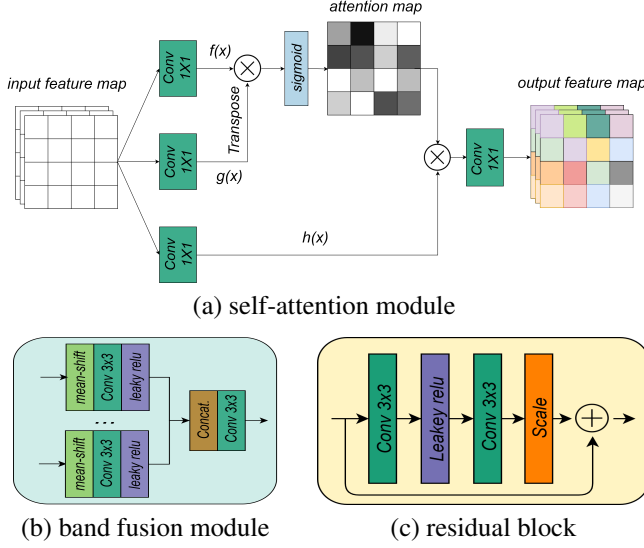 attention map
input feature map
Conv
1X1
f(x)
Transpose
sigmoid
output feature map
Conv
1X1
g(x)
Conv
1X1
Conv
1X1
h(x)
(a) self-attention module
mean-shift
Conv 3x3
leaky relu
...
mean-shift
Conv 3x3
leaky relu
Concat.
Conv 3x3
(b) band fusion module
Conv 3x3
Leakey relu
Conv 3x3
Scale
(c) residual block